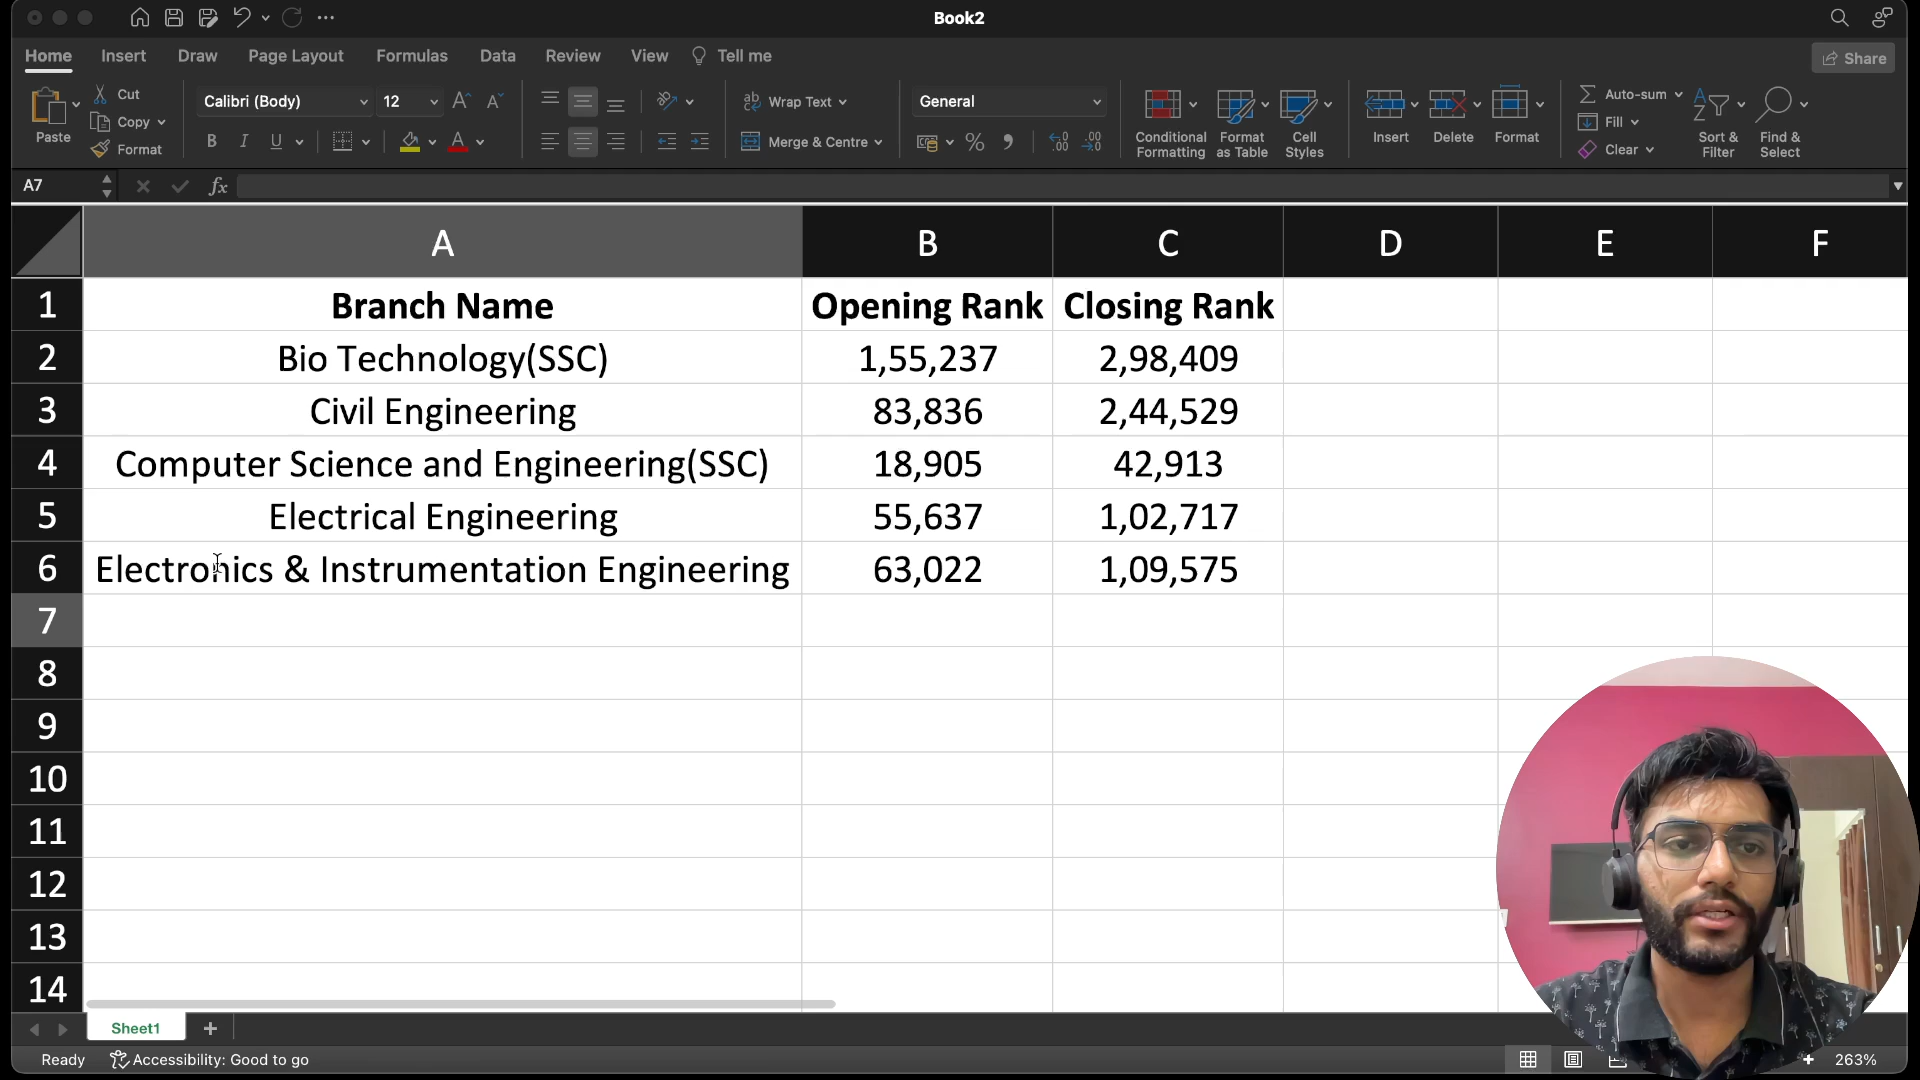 Book2
Home Insert Draw Page Layout Formulas Data Review View Tell me Share
Paste Cut Copy Format
Calibri (Body) 12 A A
B I U A
Wrap Text
Merge & Centre
General
% 9
Conditional Formatting
Format as Table
Cell Styles
Insert Delete Format
Auto-sum
Fill
Clear
Sort & Filter
Find & Select
A7 fx
A B C D E F
1 Branch Name Opening Rank Closing Rank
2 Bio Technology(SSC) 1,55,237 2,98,409
3 Civil Engineering 83,836 2,44,529
4 Computer Science and Engineering(SSC) 18,905 42,913
5 Electrical Engineering 55,637 1,02,717
6 Electronics & Instrumentation Engineering 63,022 1,09,575
7
8
9
10
11
12
13
14
Sheet1 +
Ready Accessibility: Good to go + 263%